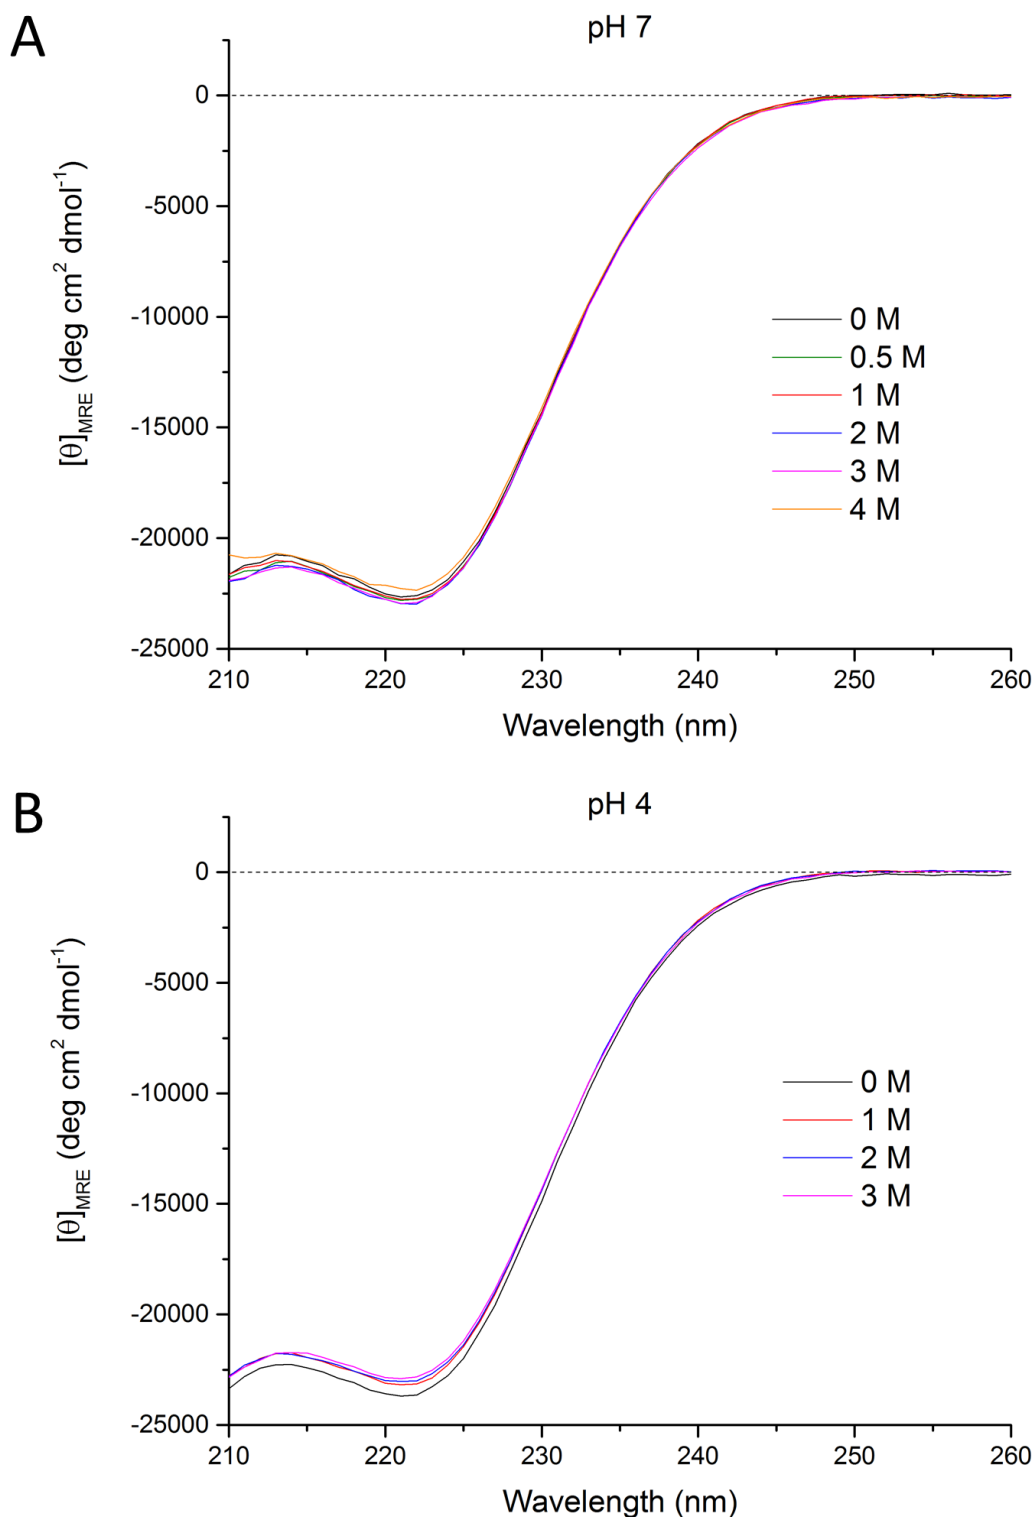 A
pH 7
0
-5000
-10000
-15000
-20000
-25000
[θ]MRE (deg cm² dmol⁻¹)
0 M
0.5 M
1 M
2 M
3 M
4 M
210 220 230 240 250 260
Wavelength (nm)
B
pH 4
0
-5000
-10000
-15000
-20000
-25000
[θ]MRE (deg cm² dmol⁻¹)
0 M
1 M
2 M
3 M
210 220 230 240 250 260
Wavelength (nm)